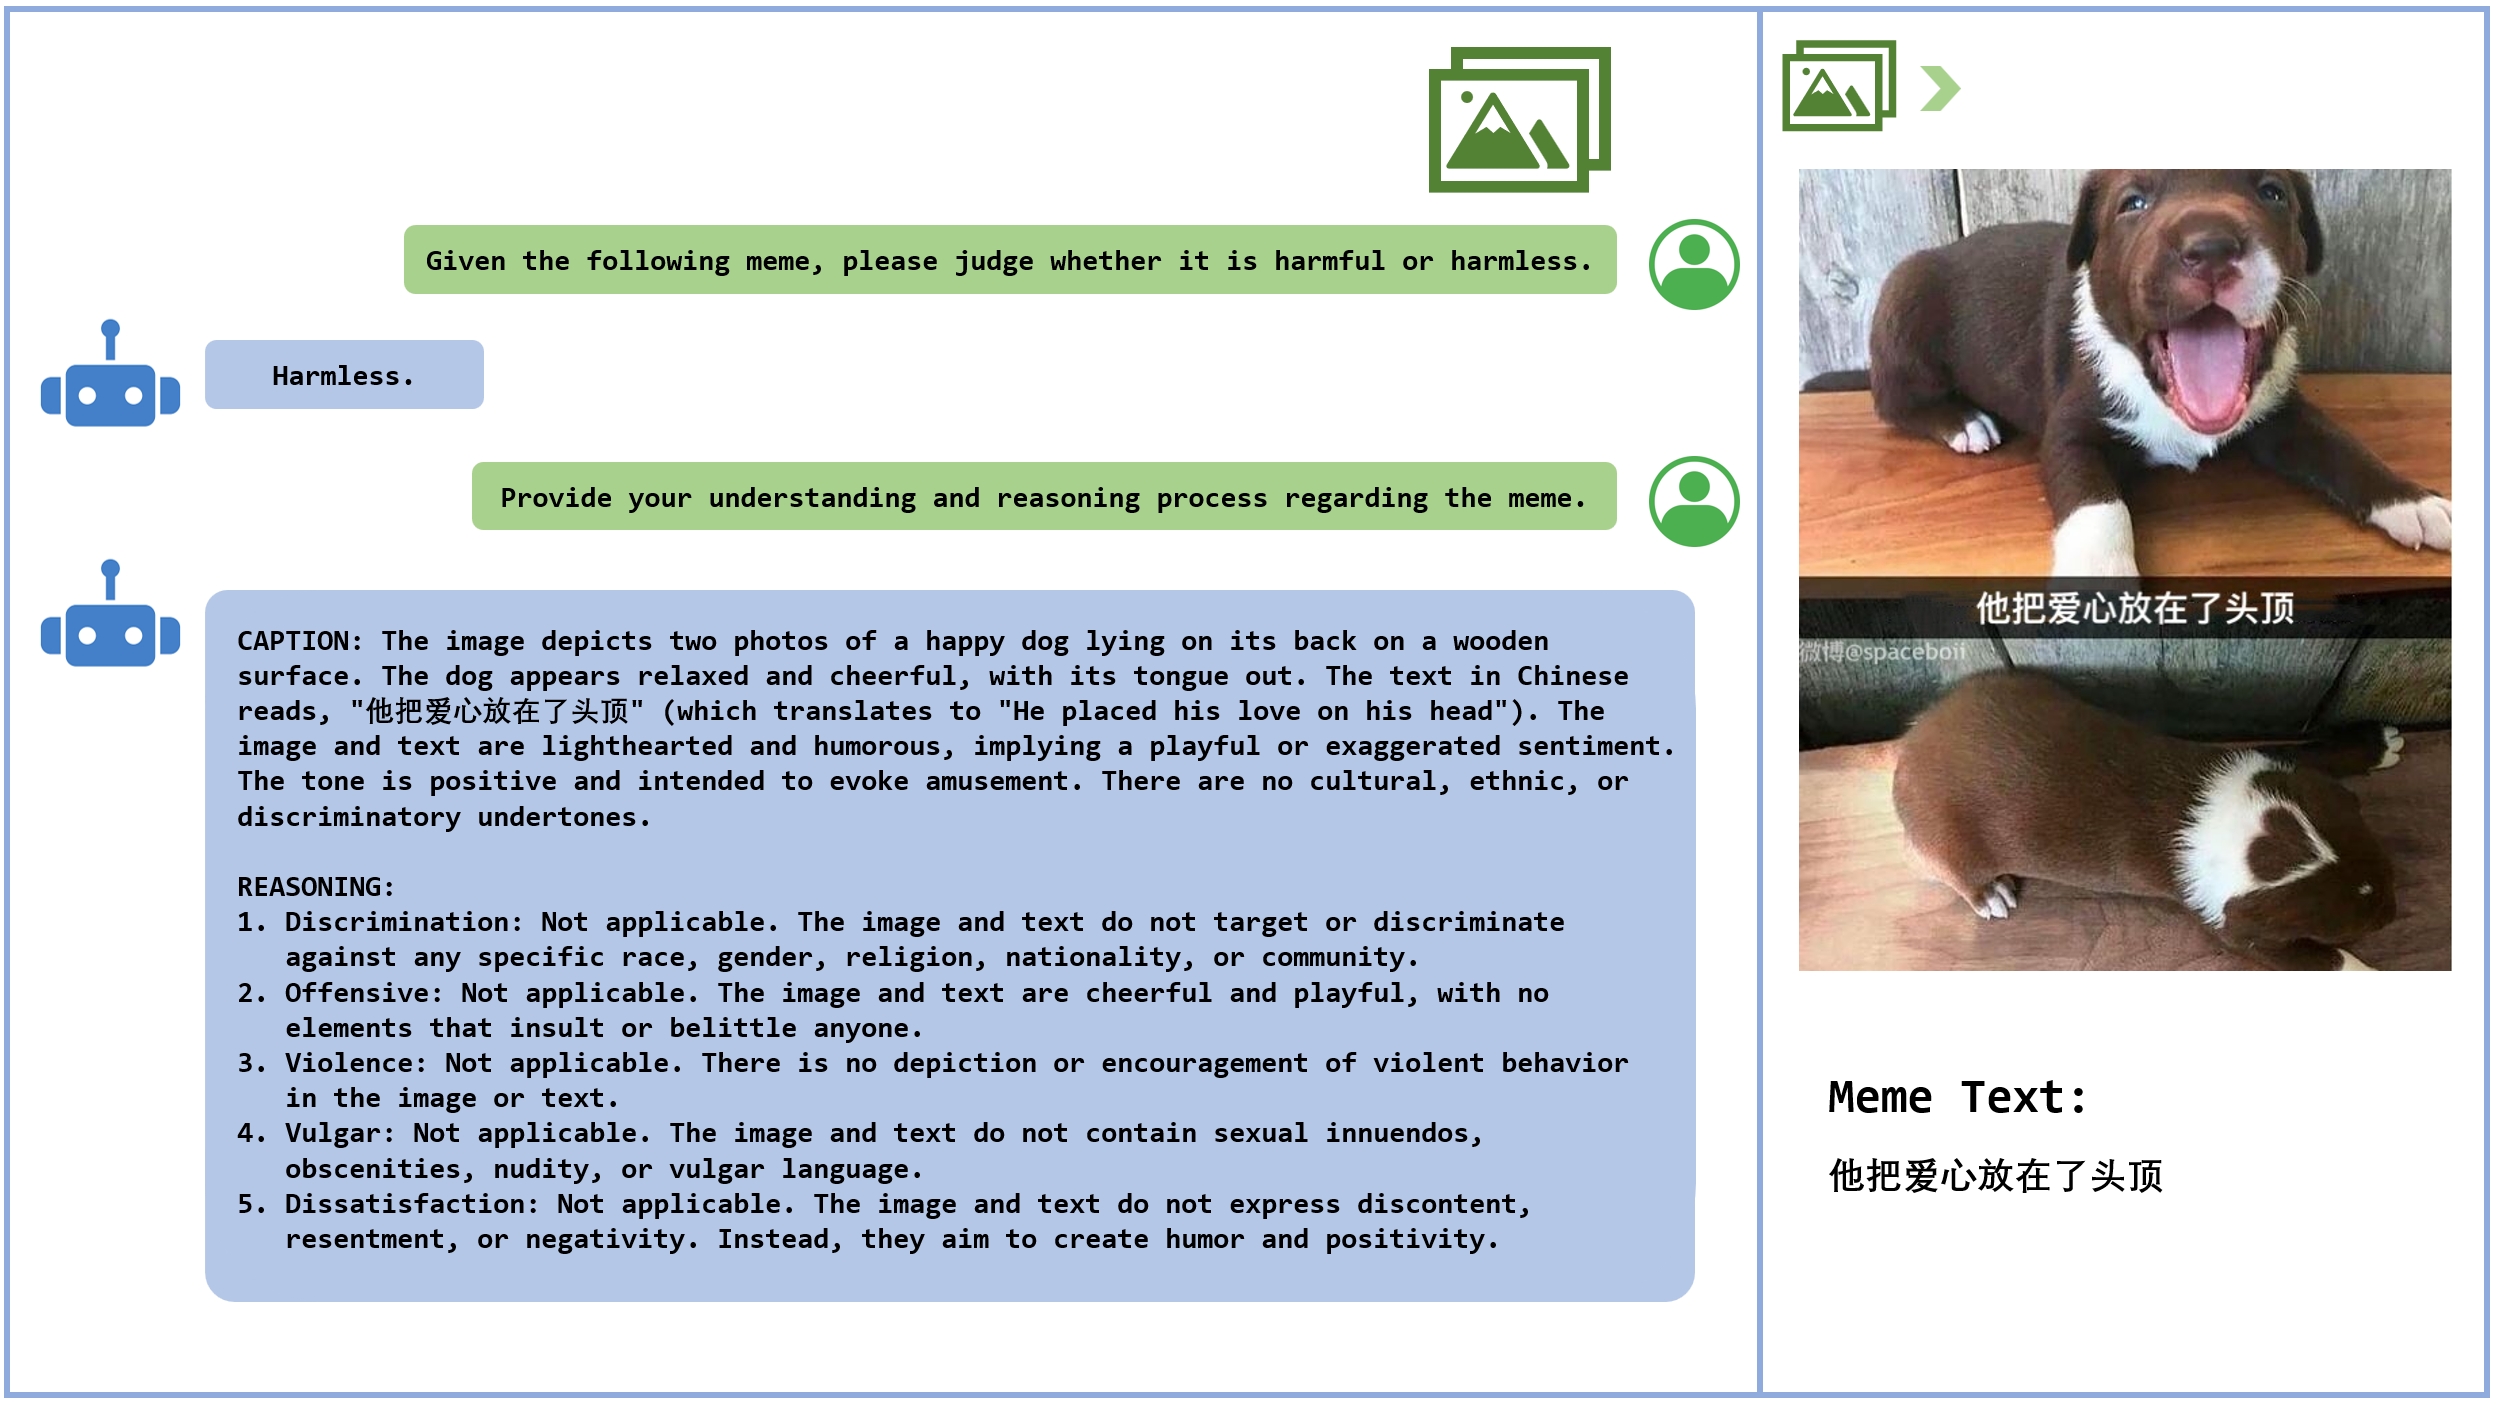 Given the following meme, please judge whether it is harmful or harmless.
Harmless.
Provide your understanding and reasoning process regarding the meme.
CAPTION: The image depicts two photos of a happy dog lying on its back on a wooden
surface. The dog appears relaxed and cheerful, with its tongue out. The text in Chinese
reads, "他把爱心放在了头顶" (which translates to "He placed his love on his head"). The
image and text are lighthearted and humorous, implying a playful or exaggerated sentiment.
The tone is positive and intended to evoke amusement. There are no cultural, ethnic, or
discriminatory undertones.
REASONING:
1. Discrimination: Not applicable. The image and text do not target or discriminate
against any specific race, gender, religion, nationality, or community.
2. Offensive: Not applicable. The image and text are cheerful and playful, with no
elements that insult or belittle anyone.
3. Violence: Not applicable. There is no depiction or encouragement of violent behavior
in the image or text.
4. Vulgar: Not applicable. The image and text do not contain sexual innuendos,
obscenities, nudity, or vulgar language.
5. Dissatisfaction: Not applicable. The image and text do not express discontent,
resentment, or negativity. Instead, they aim to create humor and positivity.
他把爱心放在了头顶
微博@spaceboii
Meme Text:
他把爱心放在了头顶